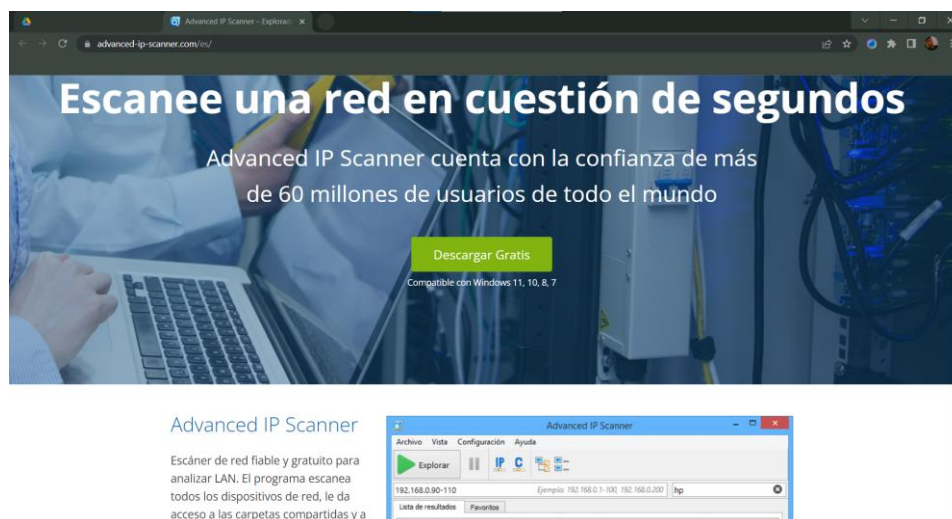 Advanced IP Scanner – Explorad
advanced-ip-scanner.com/es/
Escanee una red en cuestión de segundos
Advanced IP Scanner cuenta con la confianza de más
de 60 millones de usuarios de todo el mundo
Descargar Gratis
Compatible con Windows 11, 10, 8, 7
Advanced IP Scanner
Escáner de red fiable y gratuito para
analizar LAN. El programa escanea
todos los dispositivos de red, le da
acceso a las carpetas compartidas y a
Advanced IP Scanner
Archivo Vista Configuración Ayuda
Explorar IP C
192.168.0.90-110 Ejemplo: 192.168.0.1-100, 192.168.0.200 hp
Lista de resultados Favoritos